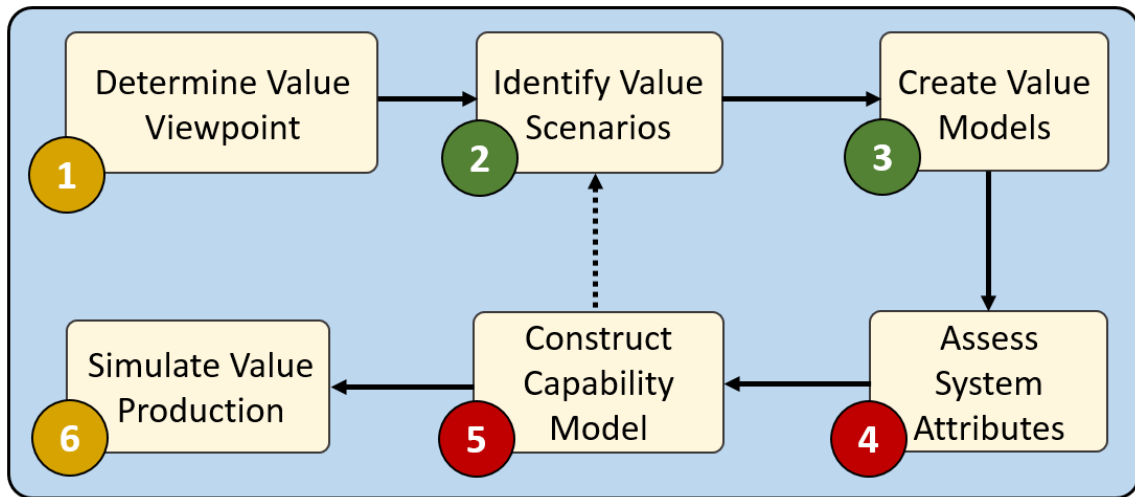 Determine Value
Viewpoint
1
Identify Value
Scenarios
2
Create Value
Models
3
Assess
System
Attributes
4
Construct
Capability
Model
5
Simulate Value
Production
6